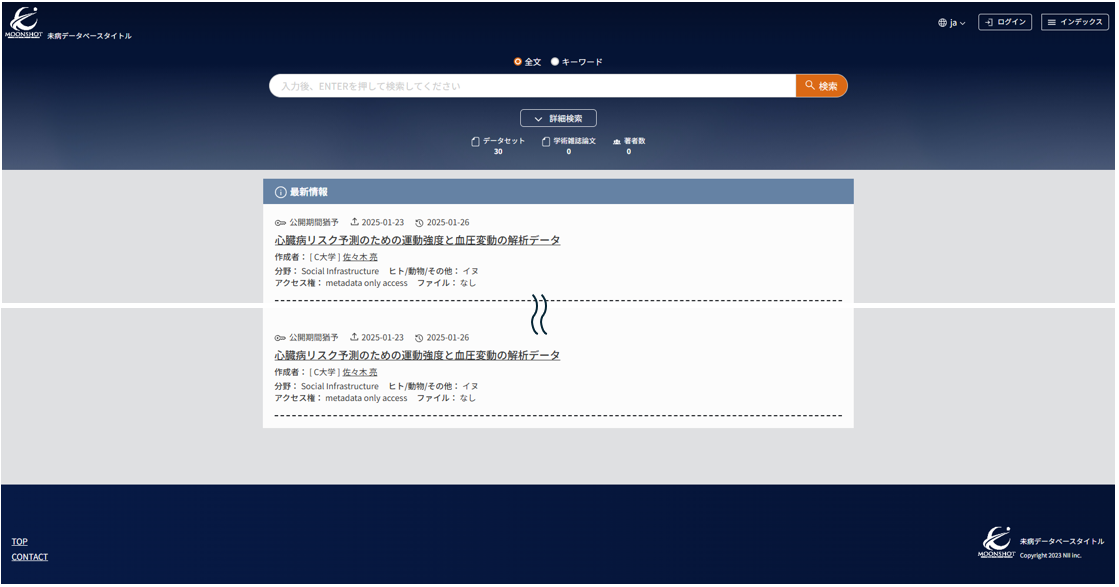 MOONSHOT 未病データベースタイトル
ja ログイン インデックス
全文 キーワード
入力後、ENTERを押して検索してください 検索
詳細検索
データセット 学術雑誌論文 著者数
30 0 0
最新情報
公開期間猶予 2025-01-23 2025-01-26
心臓病リスク予測のための運動強度と血圧変動の解析データ
作成者： [ C大学 ] 佐々木 亮
分野： Social Infrastructure ヒト/動物/その他： イヌ
アクセス権： metadata only access ファイル： なし
公開期間猶予 2025-01-23 2025-01-26
心臓病リスク予測のための運動強度と血圧変動の解析データ
作成者： [ C大学 ] 佐々木 亮
分野： Social Infrastructure ヒト/動物/その他： イヌ
アクセス権： metadata only access ファイル： なし
TOP
CONTACT
MOONSHOT 未病データベースタイトル
Copyright 2023 NII Inc.